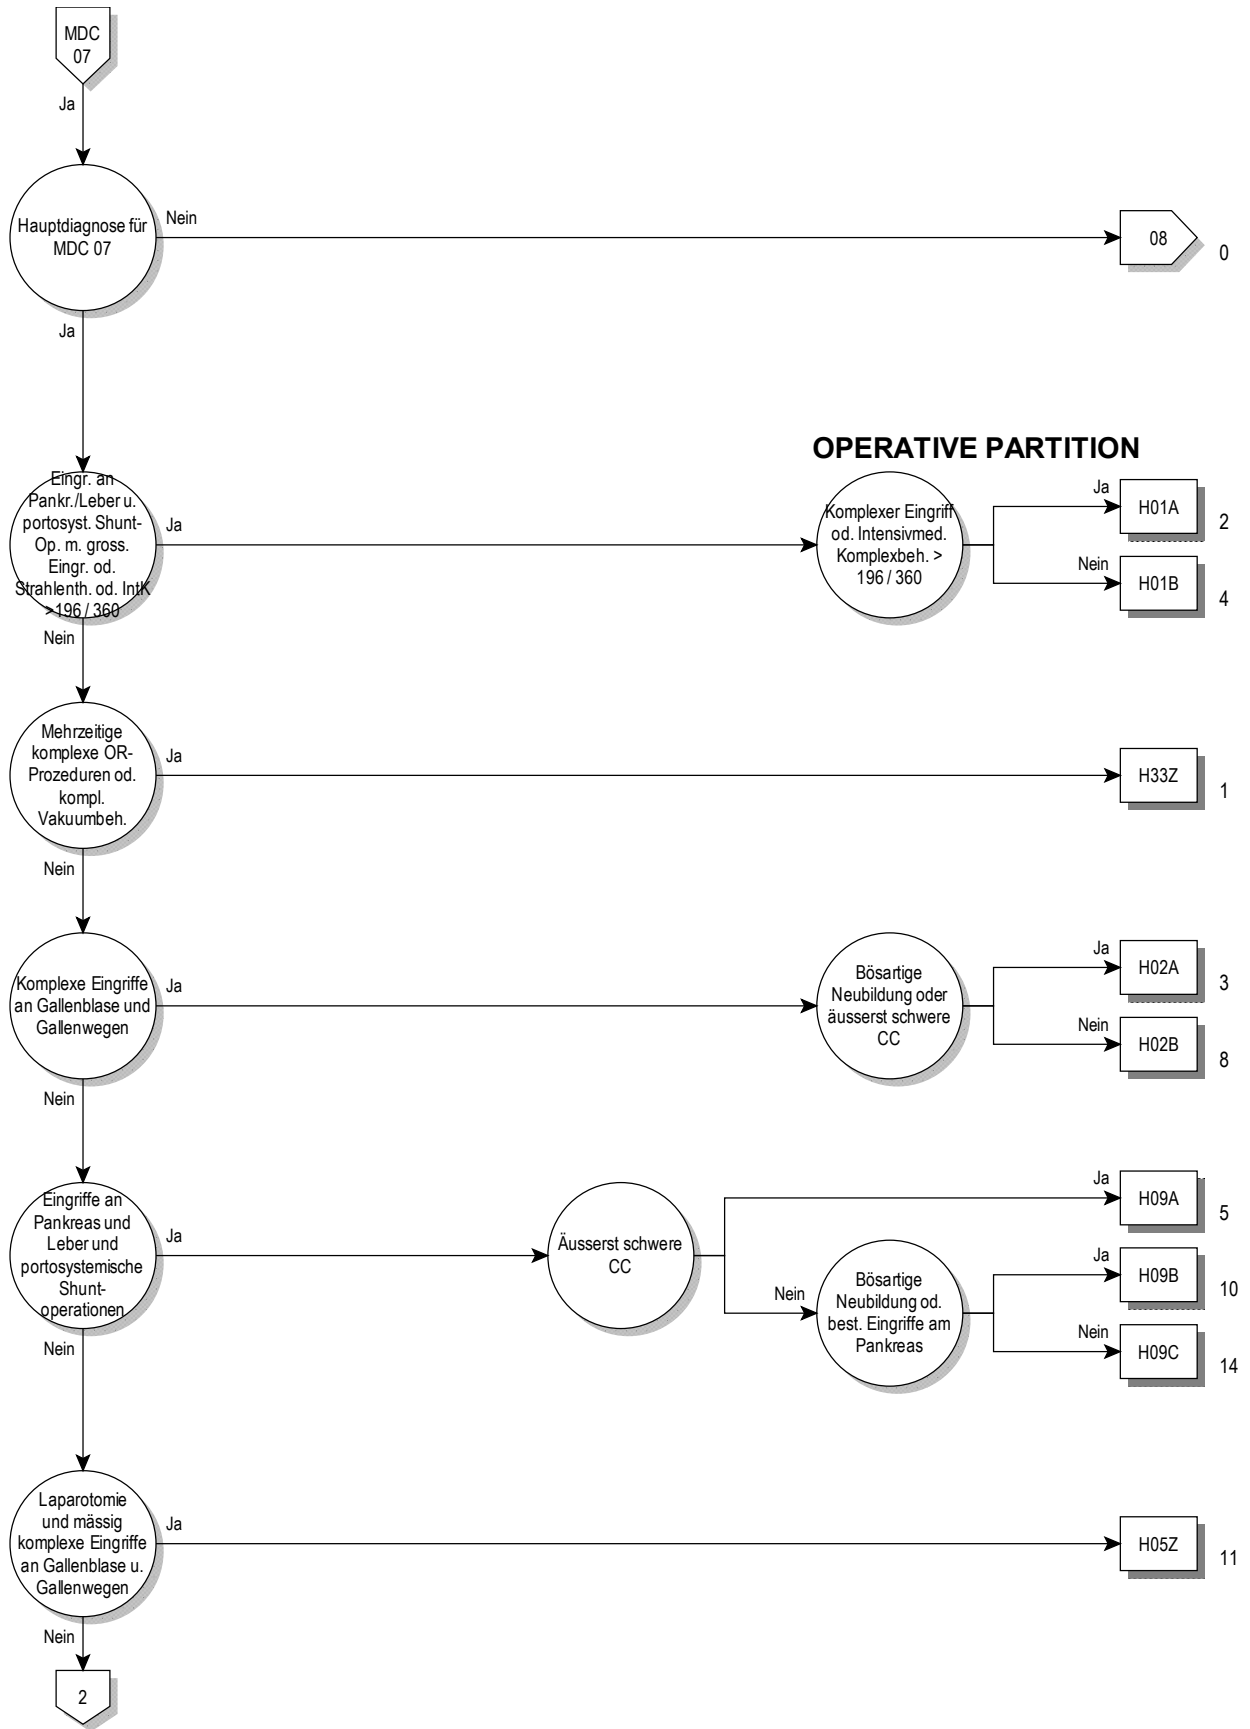 MDC
07
Ja
Hauptdiagnose für
MDC 07
Nein
08
0
Ja
OPERATIVE PARTITION
Eingr. an
Pankr./Leber u.
portosyst. Shunt-
Op. m. gross.
Eingr. od.
Strahlenth. od. IntK
>196 / 360
Ja
Komplexer Eingriff
od. Intensivmed.
Komplexbeh. >
196 / 360
Ja
H01A
2
Nein
H01B
4
Nein
Mehrzeitige
komplexe OR-
Prozeduren od.
kompl.
Vakuumbeh.
Ja
H33Z
1
Nein
Komplexe Eingriffe
an Gallenblase und
Gallenwegen
Ja
Bösartige
Neubildung oder
äusserst schwere
CC
Ja
H02A
3
Nein
H02B
8
Nein
Eingriffe an
Pankreas und
Leber und
portosystemische
Shunt-
operationen
Ja
Äusserst schwere
CC
Ja
H09A
5
Nein
Bösartige
Neubildung od.
best. Eingriffe am
Pankreas
Ja
H09B
10
Nein
H09C
14
Nein
Laparotomie
und mässig
komplexe Eingriffe
an Gallenblase u.
Gallenwegen
Ja
H05Z
11
Nein
2